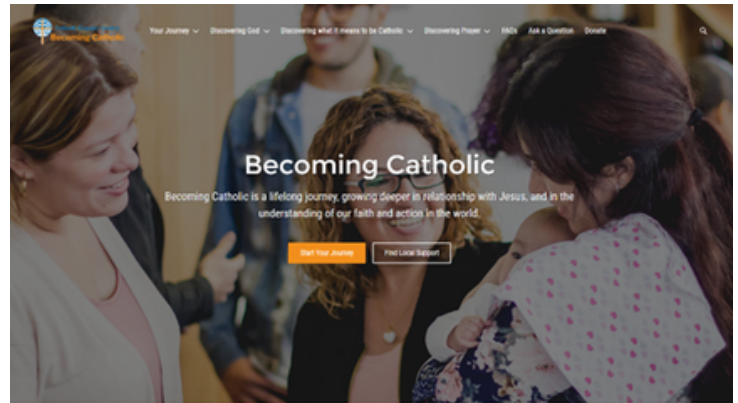 Becoming Catholic
Your Journey
Discovering God
Discovering what it means to be Catholic
Discovering Prayer
FAQs
Ask a Question
Donate
Becoming Catholic
Becoming Catholic is a lifelong journey, growing deeper in relationship with Jesus, and in the
understanding of our faith and action in the world.
Start Your Journey
Find Local Support